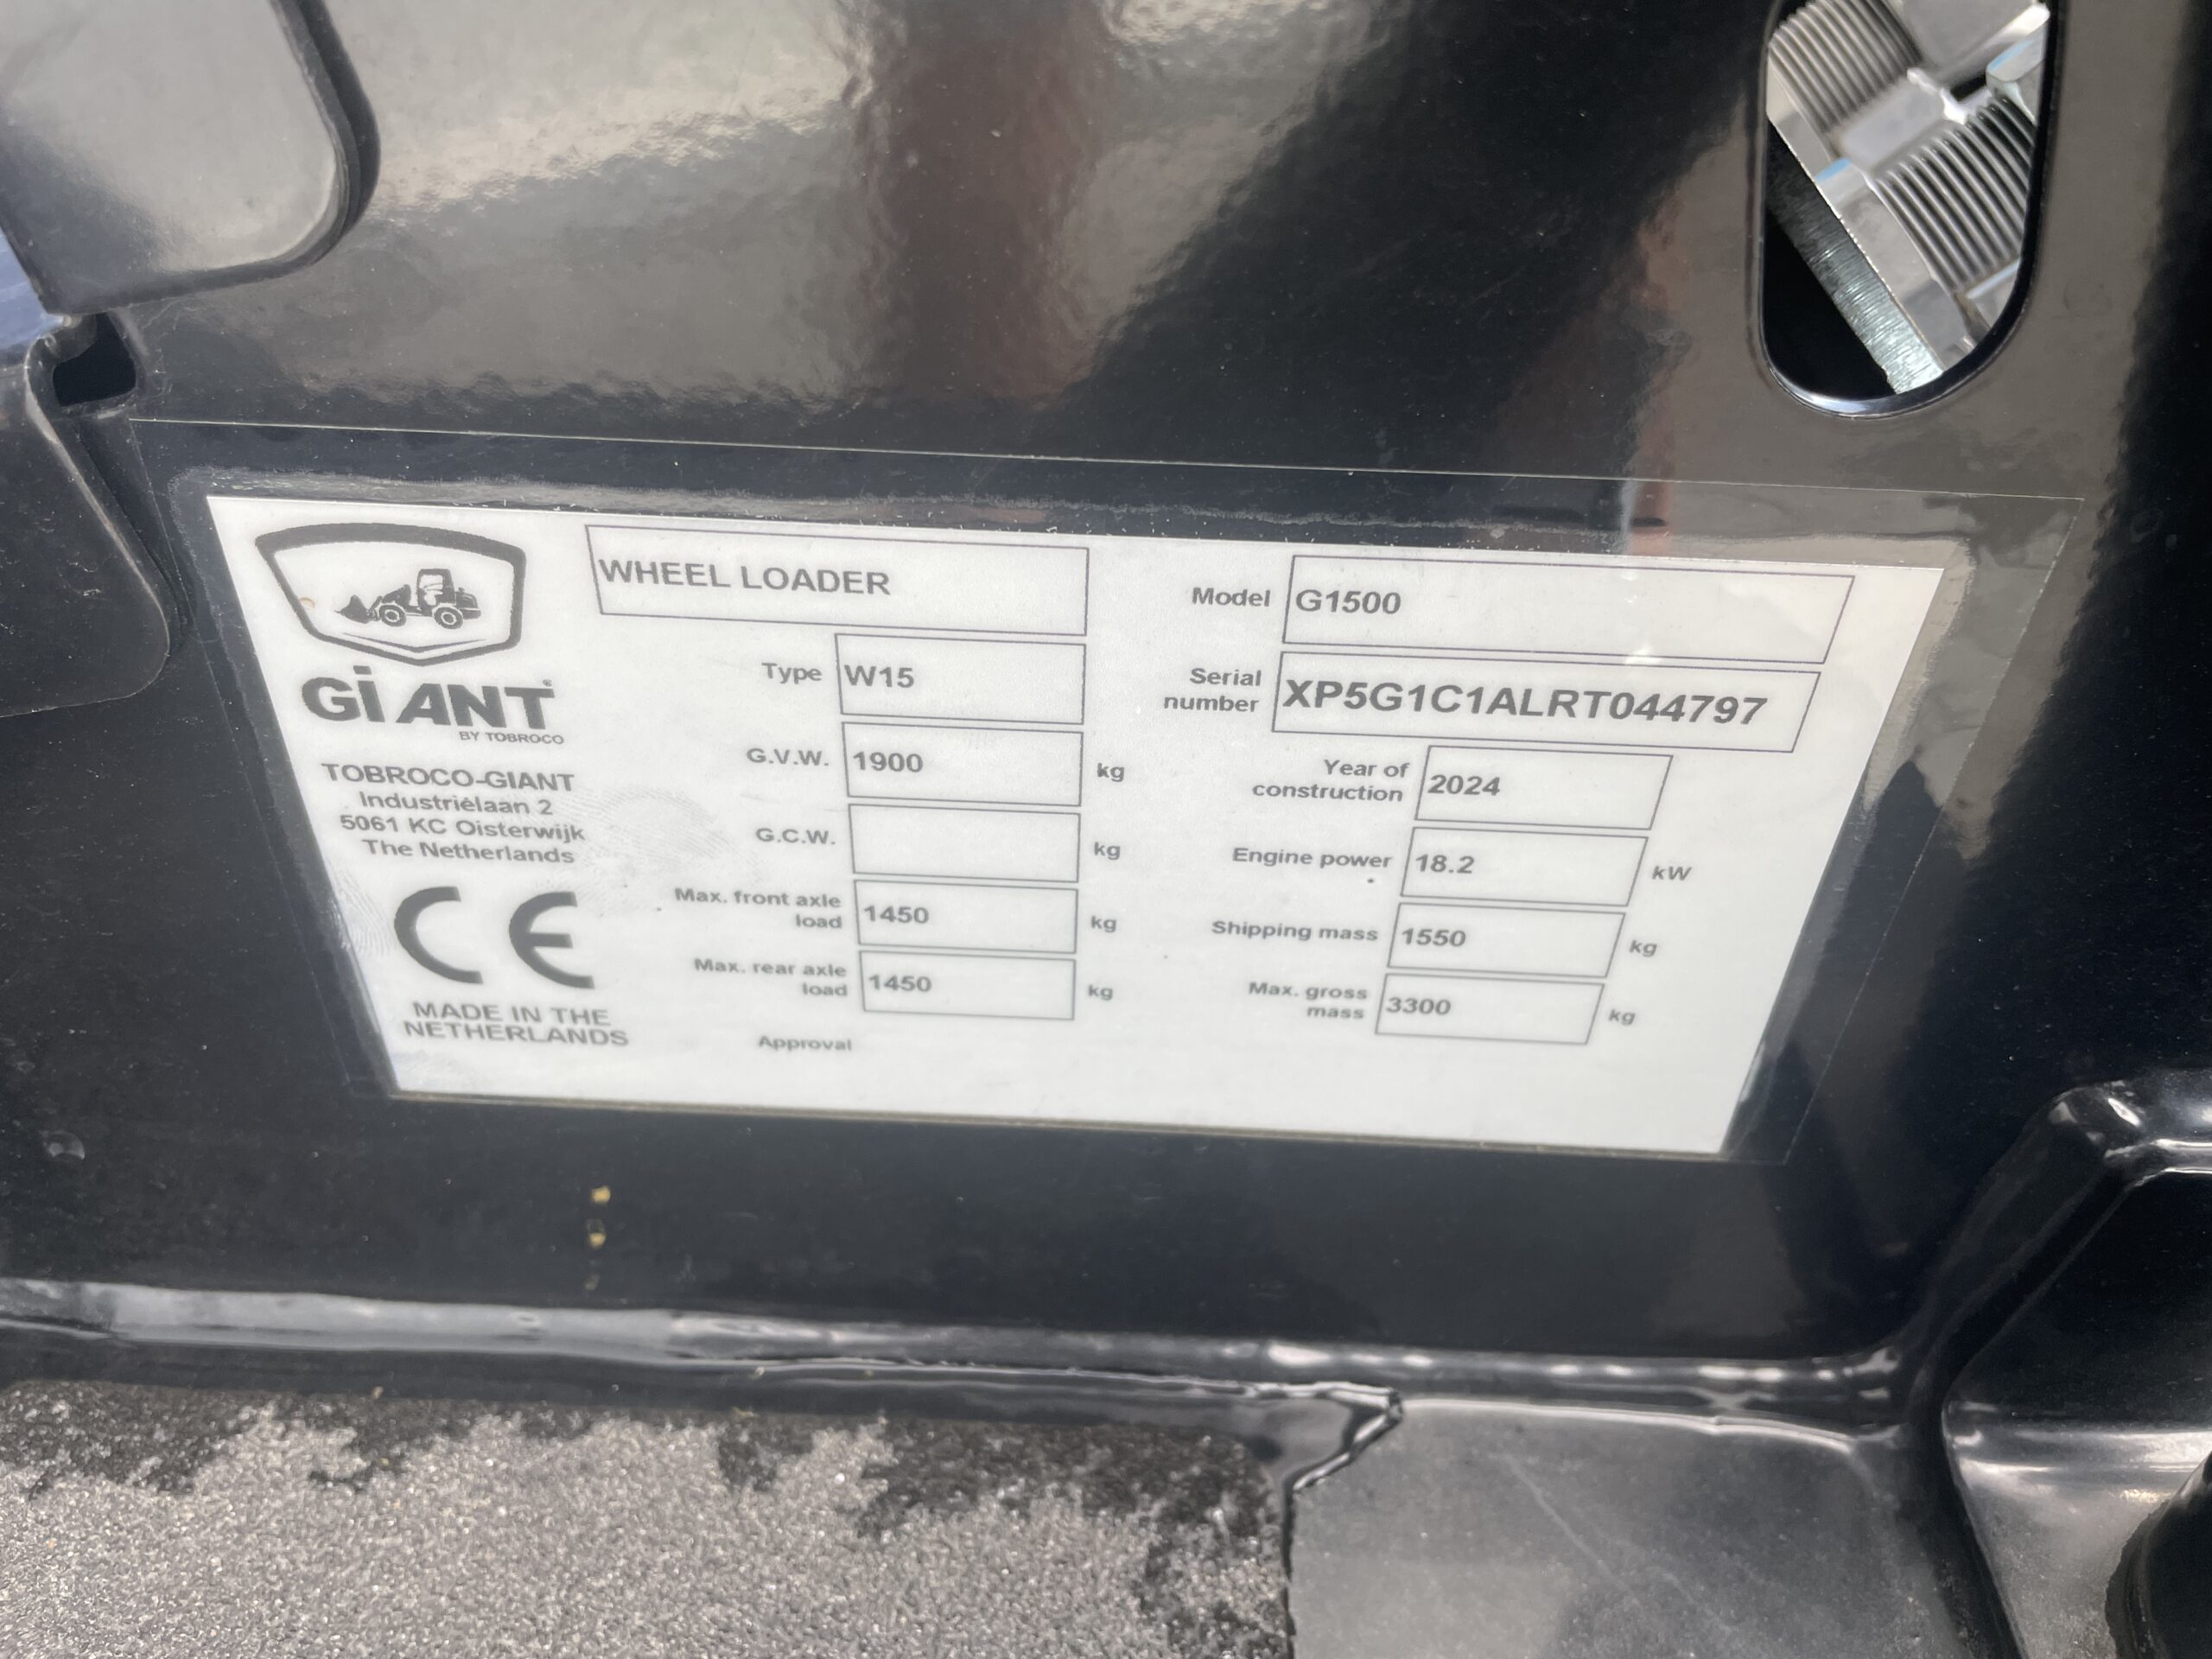 GiANT
BY TOBROCO
TOBROCO-GIANT
Industriëlaan 2
5061 KC Oisterwijk
The Netherlands
CE
MADE IN THE
NETHERLANDS
WHEEL LOADER
Type W15
G.V.W. 1900 kg
G.C.W. kg
Max. front axle
load 1450 kg
Max. rear axle
load 1450 kg
Approval
Model G1500
Serial
number XP5G1C1ALRT044797
Year of
construction 2024
Engine power 18.2 kW
Shipping mass 1550 kg
Max. gross
mass 3300 kg